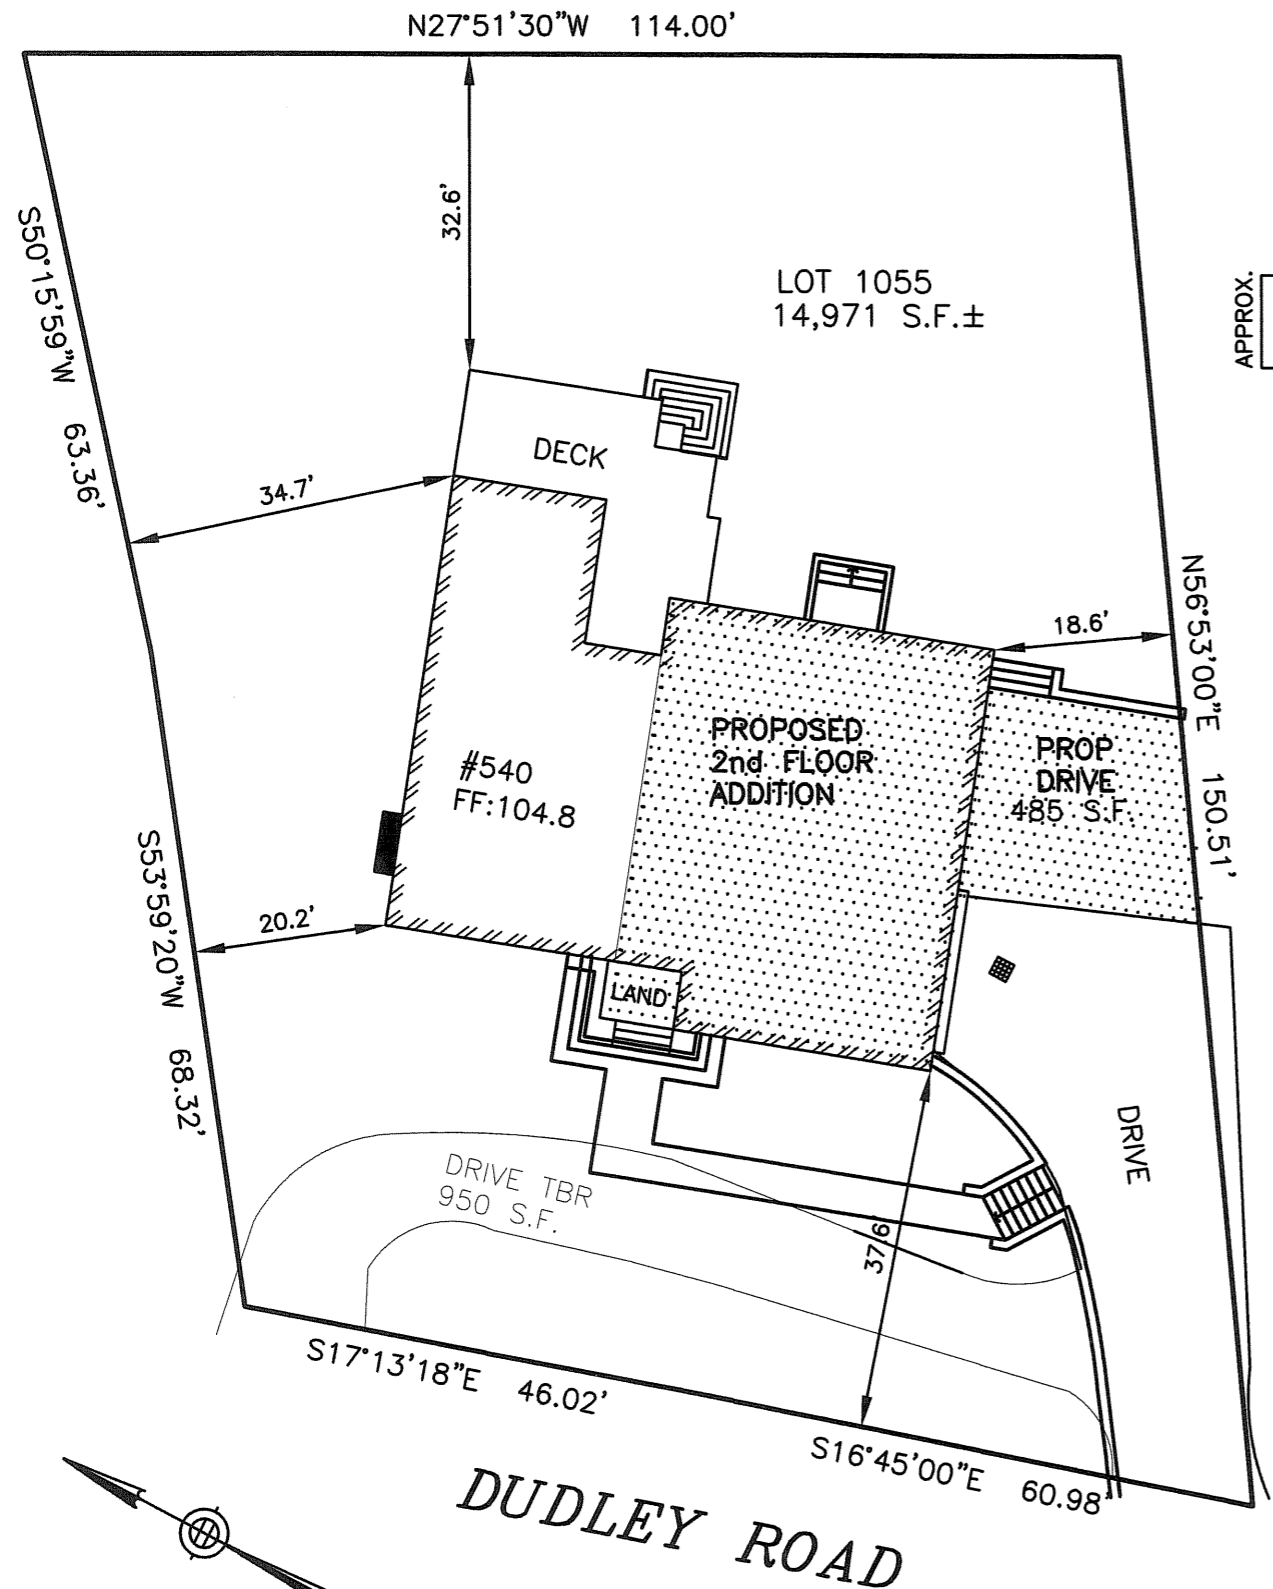 N27°51'30"W 114.00'
32.6'
S50°15'59"W 63.36'
LOT 1055
14,971 S.F.±
APPROX.
DECK
34.7'
18.6'
N56°53'00"E 150.51'
PROPOSED
2nd FLOOR
ADDITION
PROP
DRIVE
485 S.F.
#540
FF:104.8
S53°59'20"W 68.32'
20.2'
LAND
DRIVE
DRIVE TBR
950 S.F.
37.6'
S17°13'18"E 46.02'
S16°45'00"E 60.98'
DUDLEY ROAD